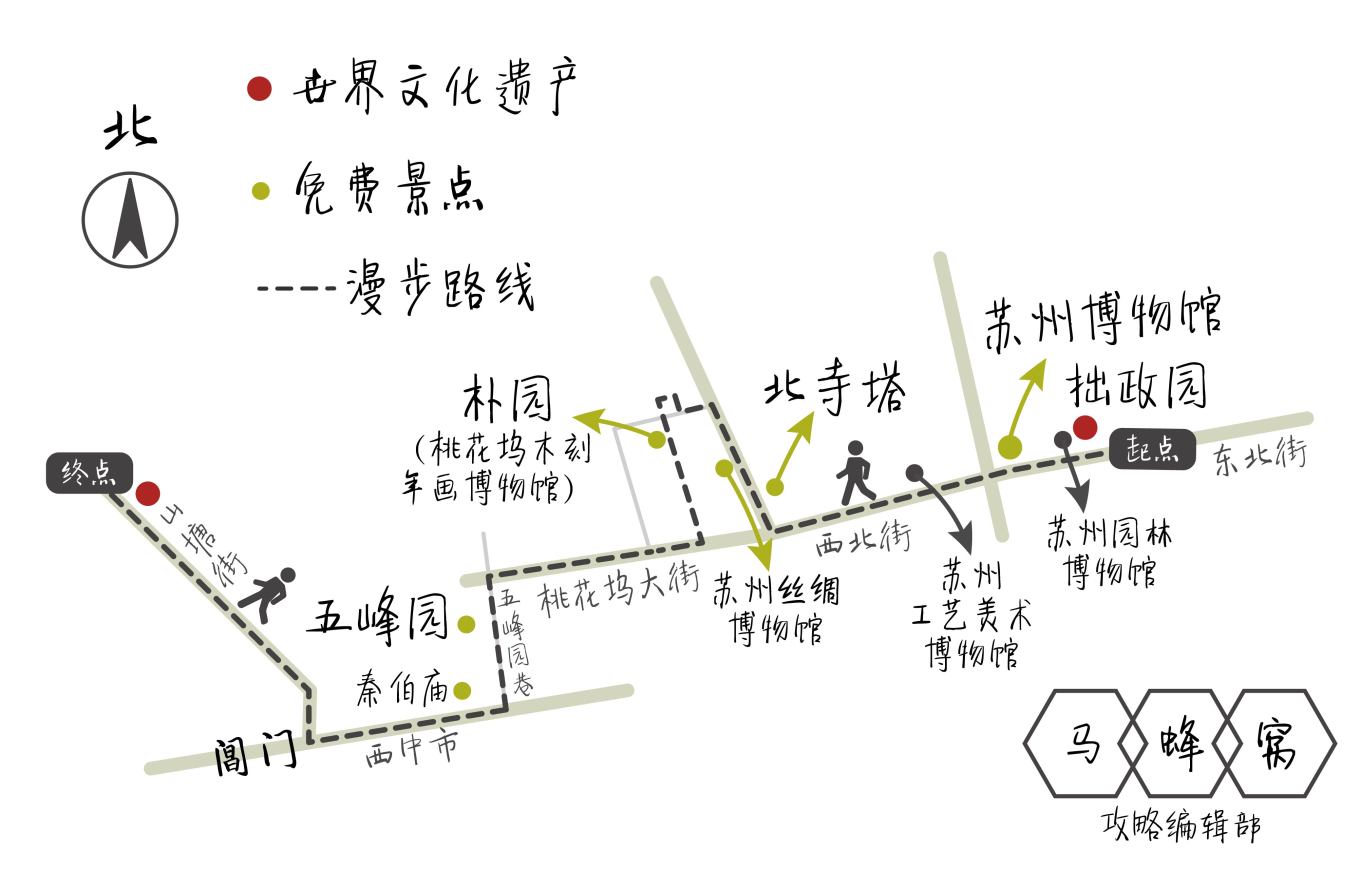 世界文化遗产
北
免费景点
漫步路线
苏州博物馆
拙政园
北寺塔
朴园
(桃花坞木刻
年画博物馆)
起点
东北街
终点
山塘街
西北街
苏州园林
博物馆
苏州
工艺美术
博物馆
苏州丝绸
博物馆
桃花坞大街
五峰园
五峰园巷
泰伯庙
西中市
阊门
马蜂窝
攻略编辑部